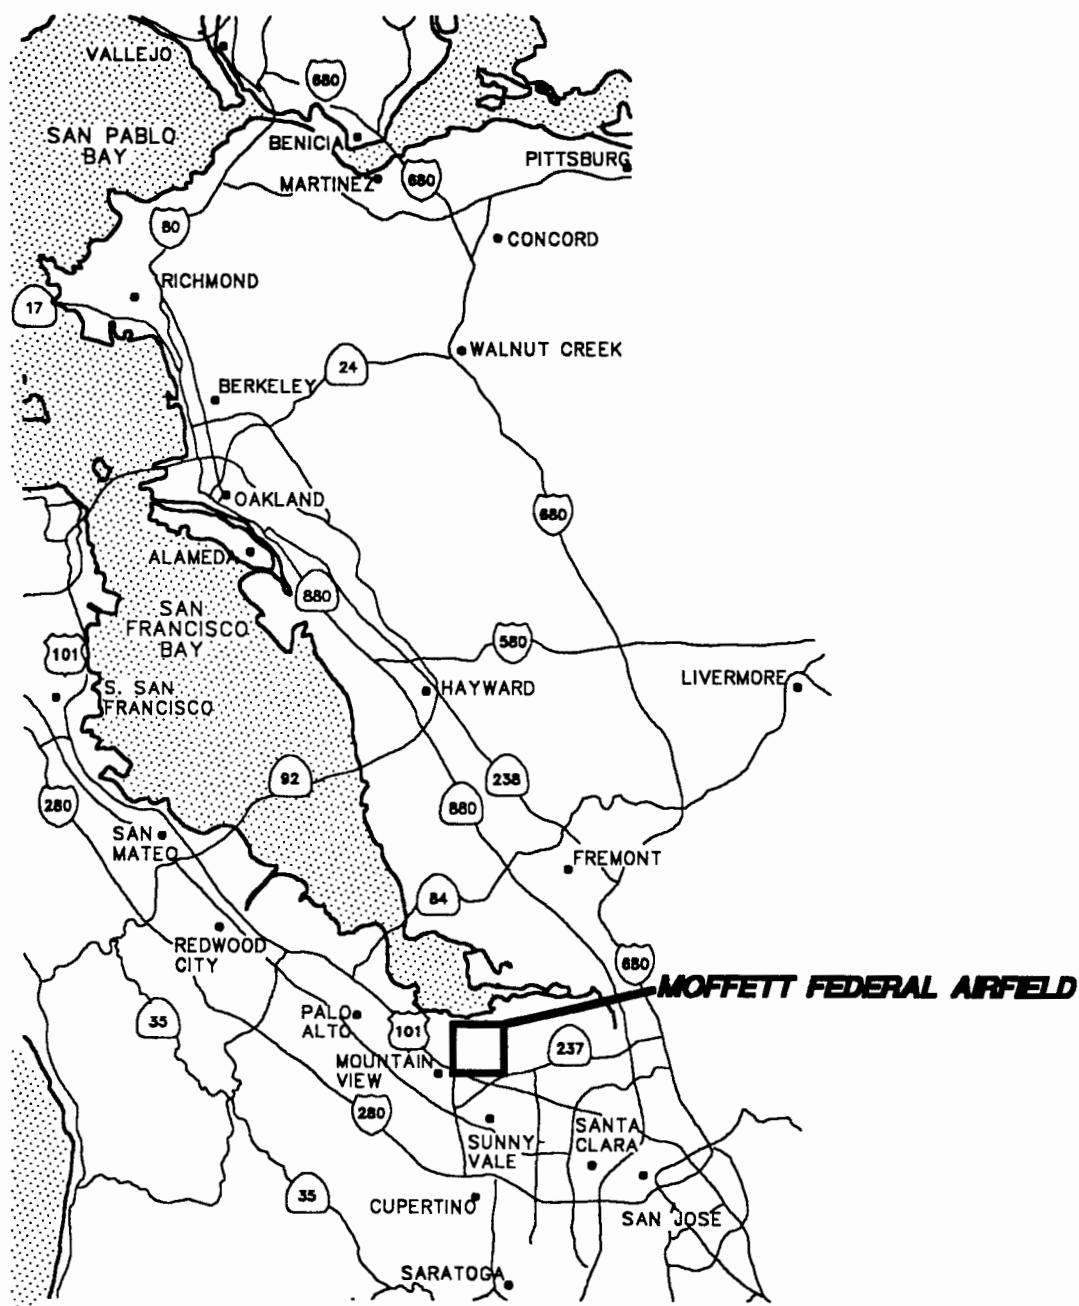 VALLEJO
680
SAN PABLO
BAY
BENICIA
PITTSBURG
MARTINEZ
680
80
CONCORD
RICHMOND
17
WALNUT CREEK
24
BERKELEY
OAKLAND
680
ALAMEDA
880
SAN
FRANCISCO
BAY
580
101
LIVERMORE
S. SAN
FRANCISCO
HAYWARD
92
238
280
880
SAN
MATEO
FREMONT
84
REDWOOD
CITY
680
MOFFETT FEDERAL AIRFIELD
PALO
ALTO
35
101
237
MOUNTAIN
VIEW
280
SANTA
CLARA
SUNNY-
VALE
35
CUPERTINO
SAN JOSE
SARATOGA